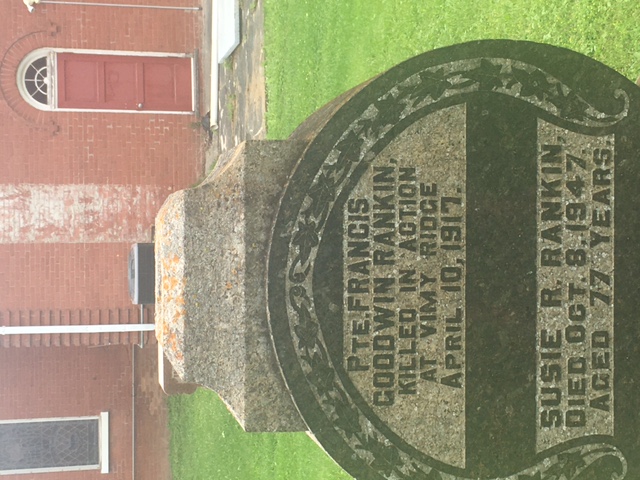 PTE. FRANCIS
GOODWIN RANKIN,
KILLED IN ACTION
AT VIMY RIDGE
APRIL 10, 1917.
SUSIE R. RANKIN,
DIED OCT. 8, 1947
AGED 77 YEARS.